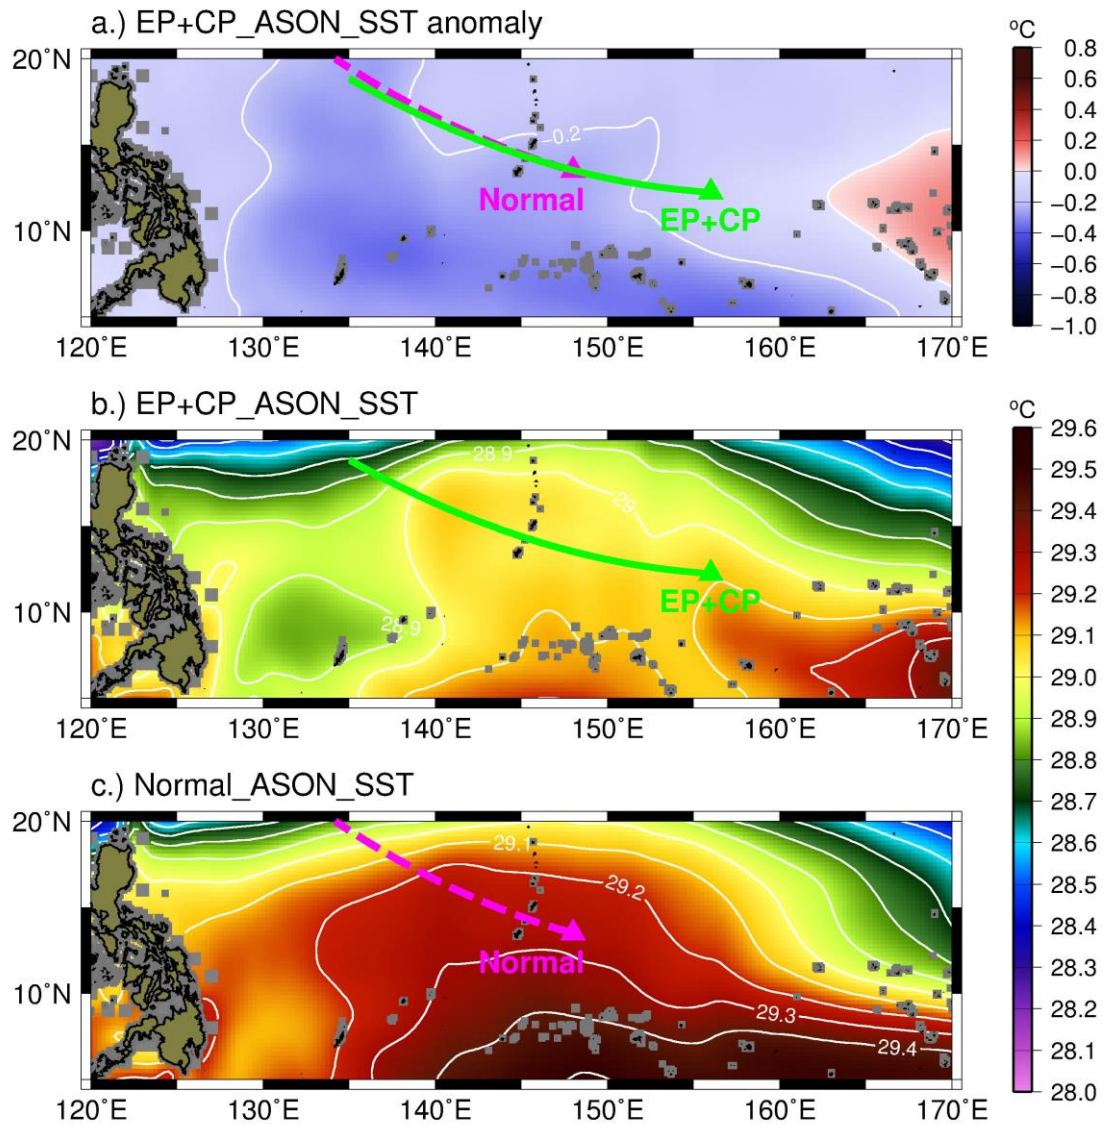 a.) EP+CP_ASON_SST anomaly
ºC
20˚N
10˚N
-0.2
Normal
EP+CP
120˚E 130˚E 140˚E 150˚E 160˚E 170˚E
0.8
0.6
0.4
0.2
0.0
-0.2
-0.4
-0.6
-0.8
-1.0
b.) EP+CP_ASON_SST
ºC
20˚N
10˚N
28.9
29
28.9
EP+CP
120˚E 130˚E 140˚E 150˚E 160˚E 170˚E
c.) Normal_ASON_SST
20˚N
10˚N
29.1
29.2
Normal
29.3
29.4
120˚E 130˚E 140˚E 150˚E 160˚E 170˚E
29.6
29.5
29.4
29.3
29.2
29.1
29.0
28.9
28.8
28.7
28.6
28.5
28.4
28.3
28.2
28.1
28.0